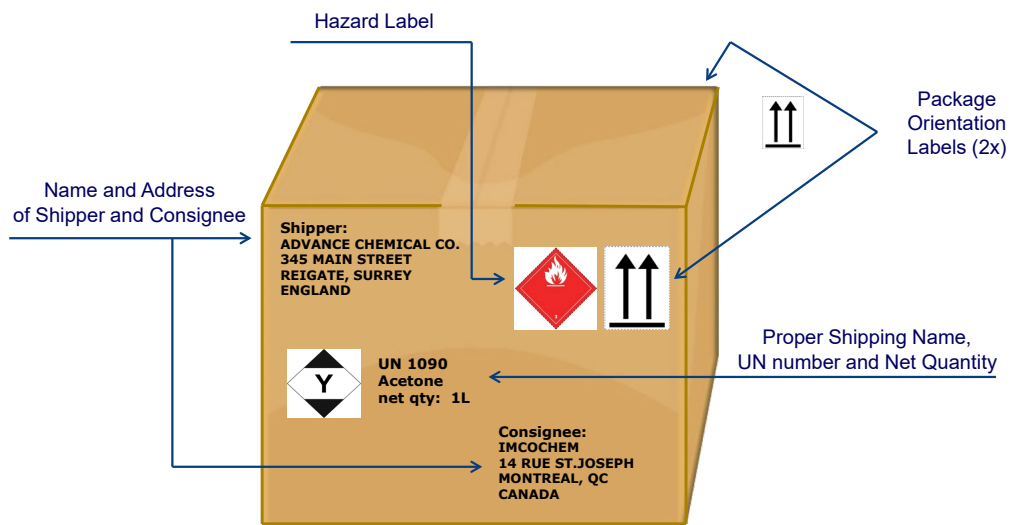 Hazard Label
Package
Orientation
Labels (2x)
Name and Address
of Shipper and Consignee
Shipper:
ADVANCE CHEMICAL CO.
345 MAIN STREET
REIGATE, SURREY
ENGLAND
3
Proper Shipping Name,
UN number and Net Quantity
Y
UN 1090
Acetone
net qty: 1L
Consignee:
IMCOCHEM
14 RUE ST.JOSEPH
MONTREAL, QC
CANADA